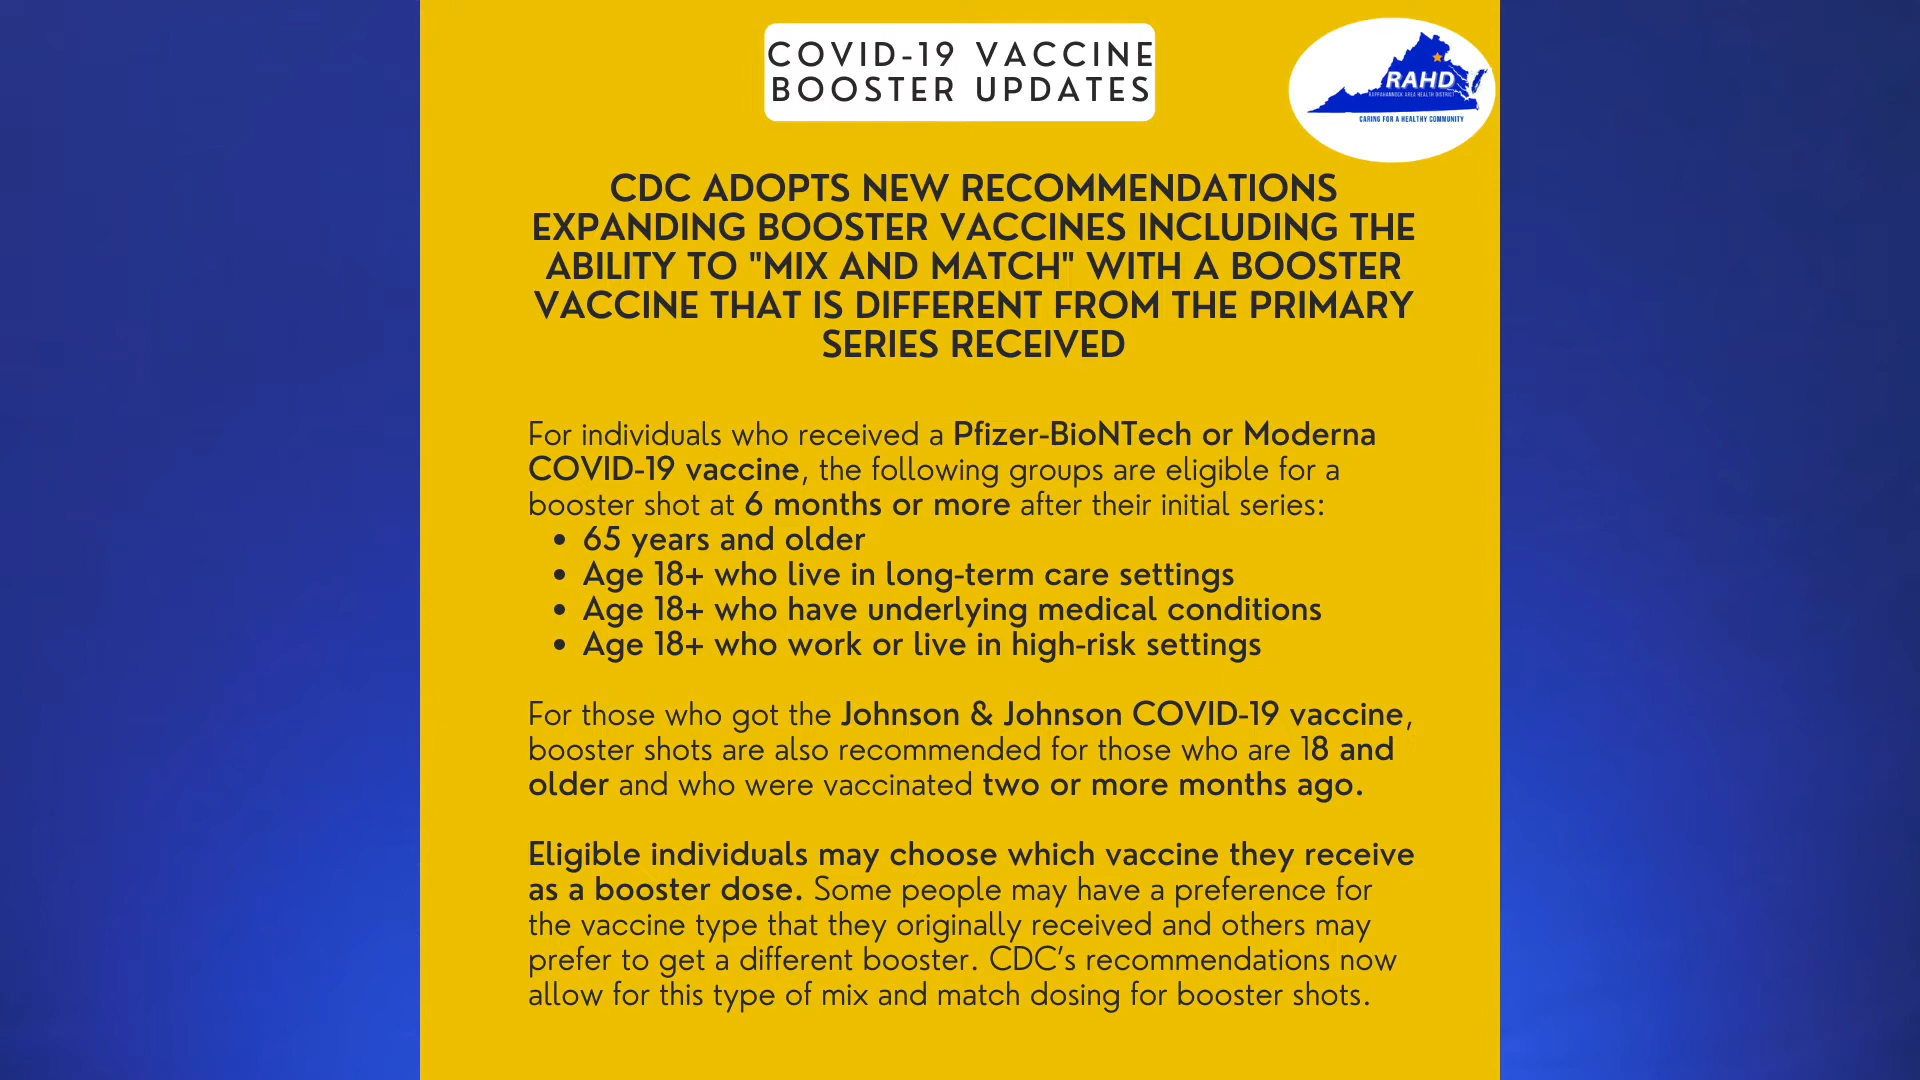 COVID-19 VACCINE
BOOSTER UPDATES
RAHD
RAPPAHANNOCK AREA HEALTH DISTRICT
CARING FOR A HEALTHY COMMUNITY
CDC ADOPTS NEW RECOMMENDATIONS
EXPANDING BOOSTER VACCINES INCLUDING THE
ABILITY TO "MIX AND MATCH" WITH A BOOSTER
VACCINE THAT IS DIFFERENT FROM THE PRIMARY
SERIES RECEIVED
For individuals who received a Pfizer-BioNTech or Moderna
COVID-19 vaccine, the following groups are eligible for a
booster shot at 6 months or more after their initial series:
• 65 years and older
• Age 18+ who live in long-term care settings
• Age 18+ who have underlying medical conditions
• Age 18+ who work or live in high-risk settings
For those who got the Johnson & Johnson COVID-19 vaccine,
booster shots are also recommended for those who are 18 and
older and who were vaccinated two or more months ago.
Eligible individuals may choose which vaccine they receive
as a booster dose. Some people may have a preference for
the vaccine type that they originally received and others may
prefer to get a different booster. CDC’s recommendations now
allow for this type of mix and match dosing for booster shots.